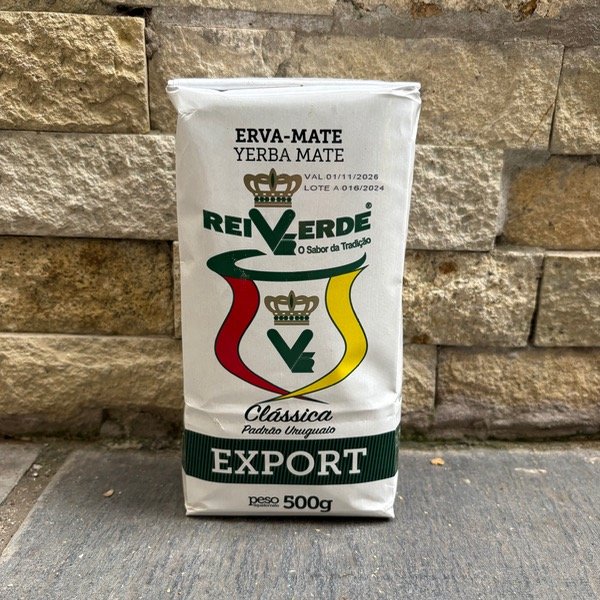 ERVA-MATE
YERBA MATE
VAL 01/11/2026
LOTE A 016/2024
REI VERDE®
O Sabor da Tradição
Clássica
Padrão Uruguaio
EXPORT
peso 500g